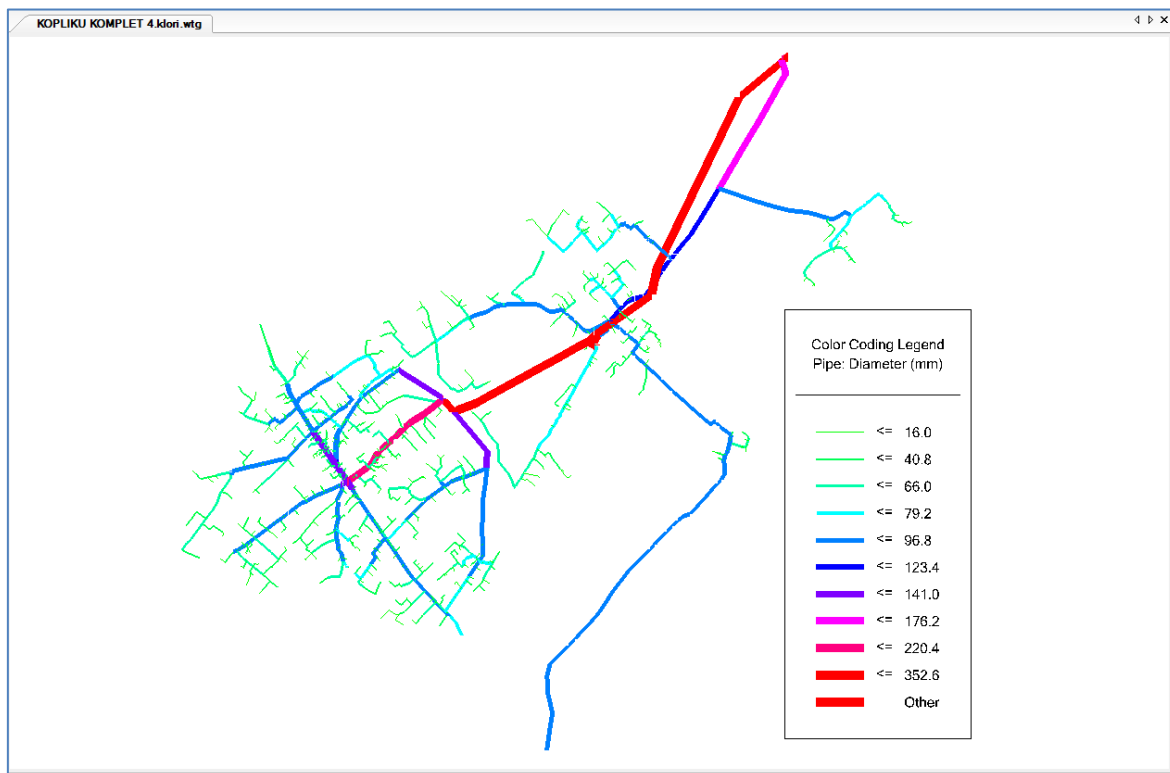 KOPLIKU KOMPLET 4.klori.wtg
Color Coding Legend
Pipe: Diameter (mm)
<= 16.0
<= 40.8
<= 66.0
<= 79.2
<= 96.8
<= 123.4
<= 141.0
<= 176.2
<= 220.4
<= 352.6
Other